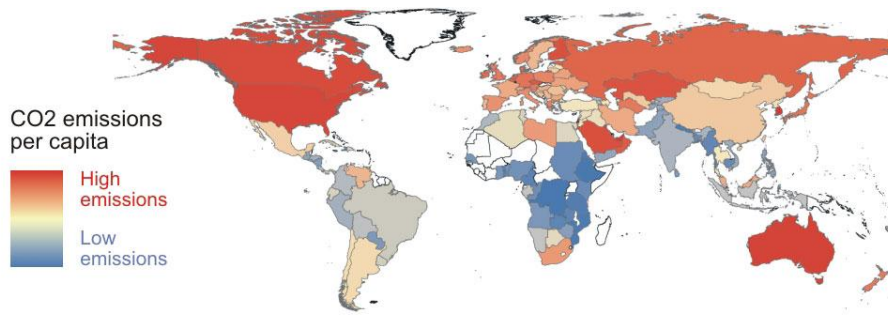 CO2 emissions
per capita
High
emissions
Low
emissions